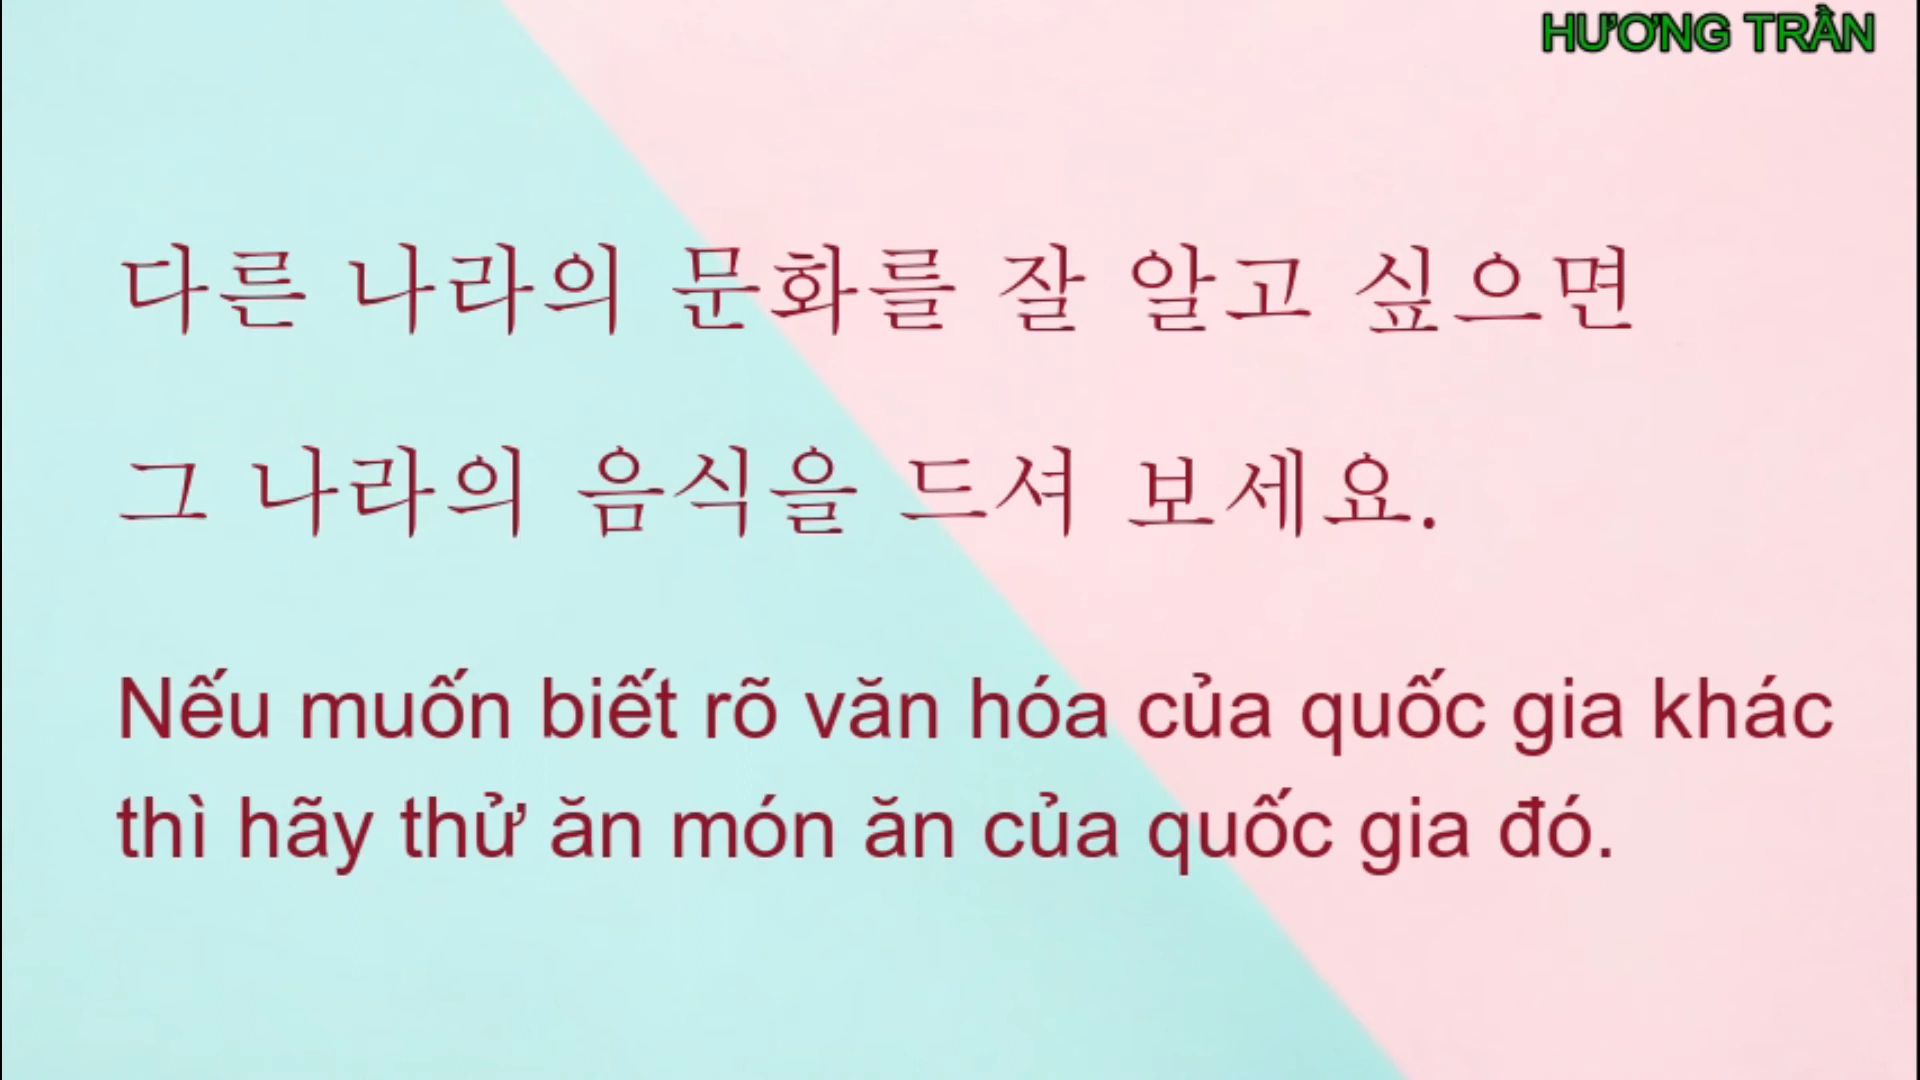 HƯƠNG TRẦN
다른 나라의 문화를 잘 알고 싶으면
그 나라의 음식을 드셔 보세요.
Nếu muốn biết rõ văn hóa của quốc gia khác
thì hãy thử ăn món ăn của quốc gia đó.